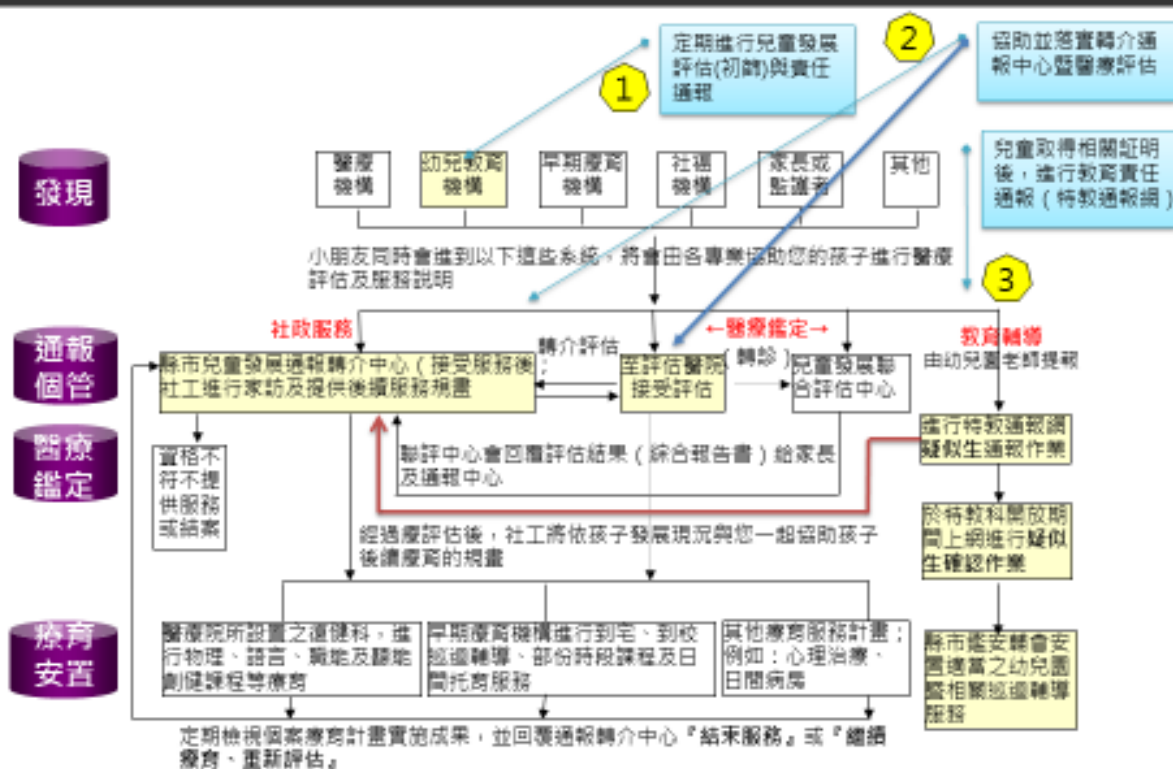 1
定期進行兒童發展
評估(初篩)與責任
通報
2
協助並落實轉介通
報中心暨醫療評估
兒童取得相關証明
後，進行教育責任
通報（特教通報網）
3
發現
醫療
機構
幼兒教育
機構
早期療育
機構
社福
機構
家長或
監護者
其他
小朋友同時會進到以下這些系統，將會由各專業協助您的孩子進行醫療
評估及服務說明
通報
個管
社政服務
←醫療鑑定→
教育輔導
由幼兒園老師提報
縣市兒童發展通報轉介中心（接受服務後；
社工進行家訪及提供後續服務規畫
轉介評估
至評估醫院
接受評估
（轉診）
兒童發展聯
合評估中心
醫療
鑑定
資格不
符不提
供服務
或結案
聯評中心會回覆評估結果（綜合報告書）給家長
及通報中心
進行特教通報網
疑似生通報作業
經過療評估後，社工將依孩子發展現況與您一起協助孩子
後續療育的規畫
於特教科開放期
間上網進行疑似
生確認作業
療育
安置
醫療院所設置之復健科，進
行物理、語言、職能及聽能
創健課程等療育
早期療育機構進行到宅、到校
巡迴輔導、部份時段課程及日
間托育服務
其他療育服務計畫；
例如：心理治療、
日間病房
縣市鑑安輔會安
置適當之幼兒園
暨相關巡迴輔導
服務
定期檢視個案療育計畫實施成果，並回覆通報轉介中心『結束服務』或『繼續
療育、重新評估』